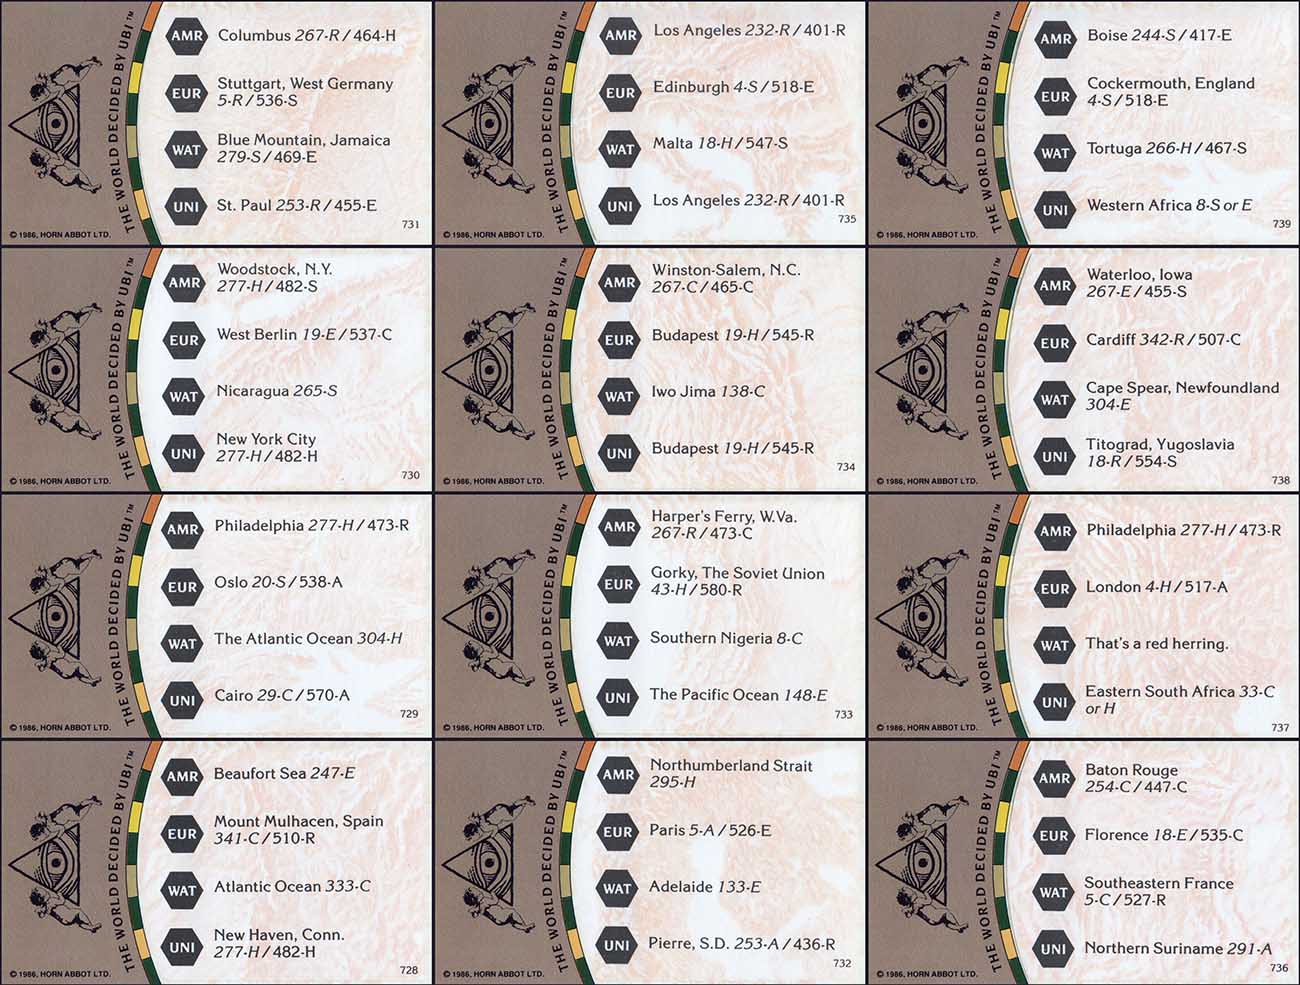 THE WORLD DECIDED BY UBI™
AMR Columbus 267-R / 464-H
EUR Stuttgart, West Germany
5-R / 536-S
WAT Blue Mountain, Jamaica
279-S / 469-E
UNI St. Paul 253-R / 455-E
731
© 1986, HORN ABBOT LTD.
THE WORLD DECIDED BY UBI™
AMR Los Angeles 232-R / 401-R
EUR Edinburgh 4-S / 518-E
WAT Malta 18-H / 547-S
UNI Los Angeles 232-R / 401-R
735
© 1986, HORN ABBOT LTD.
THE WORLD DECIDED BY UBI™
AMR Boise 244-S / 417-E
EUR Cockermouth, England
4-S / 518-E
WAT Tortuga 266-H / 467-S
UNI Western Africa 8-S or E
739
© 1986, HORN ABBOT LTD.
THE WORLD DECIDED BY UBI™
AMR Woodstock, N.Y.
277-H / 482-S
EUR West Berlin 19-E / 537-C
WAT Nicaragua 265-S
UNI New York City
277-H / 482-H
730
© 1986, HORN ABBOT LTD.
THE WORLD DECIDED BY UBI™
AMR Winston-Salem, N.C.
267-C / 465-C
EUR Budapest 19-H / 545-R
WAT Iwo Jima 138-C
UNI Budapest 19-H / 545-R
734
© 1986, HORN ABBOT LTD.
THE WORLD DECIDED BY UBI™
AMR Waterloo, Iowa
267-E / 455-S
EUR Cardiff 342-R / 507-C
WAT Cape Spear, Newfoundland
304-E
UNI Titograd, Yugoslavia
18-R / 554-S
738
© 1986, HORN ABBOT LTD.
THE WORLD DECIDED BY UBI™
AMR Philadelphia 277-H / 473-R
EUR Oslo 20-S / 538-A
WAT The Atlantic Ocean 304-H
UNI Cairo 29-C / 570-A
729
© 1986, HORN ABBOT LTD.
THE WORLD DECIDED BY UBI™
AMR Harper's Ferry, W.Va.
267-R / 473-C
EUR Gorky, The Soviet Union
43-H / 580-R
WAT Southern Nigeria 8-C
UNI The Pacific Ocean 148-E
733
© 1986, HORN ABBOT LTD.
THE WORLD DECIDED BY UBI™
AMR Philadelphia 277-H / 473-R
EUR London 4-H / 517-A
WAT That's a red herring.
UNI Eastern South Africa 33-C
or H
737
© 1986, HORN ABBOT LTD.
THE WORLD DECIDED BY UBI™
AMR Beaufort Sea 247-E
EUR Mount Mulhacen, Spain
341-C / 510-R
WAT Atlantic Ocean 333-C
UNI New Haven, Conn.
277-H / 482-H
728
© 1986, HORN ABBOT LTD.
THE WORLD DECIDED BY UBI™
AMR Northumberland Strait
295-H
EUR Paris 5-A / 526-E
WAT Adelaide 133-E
UNI Pierre, S.D. 253-A / 436-R
732
© 1986, HORN ABBOT LTD.
THE WORLD DECIDED BY UBI™
AMR Baton Rouge
254-C / 447-C
EUR Florence 18-E / 535-C
WAT Southeastern France
5-C / 527-R
UNI Northern Suriname 291-A
736
© 1986, HORN ABBOT LTD.